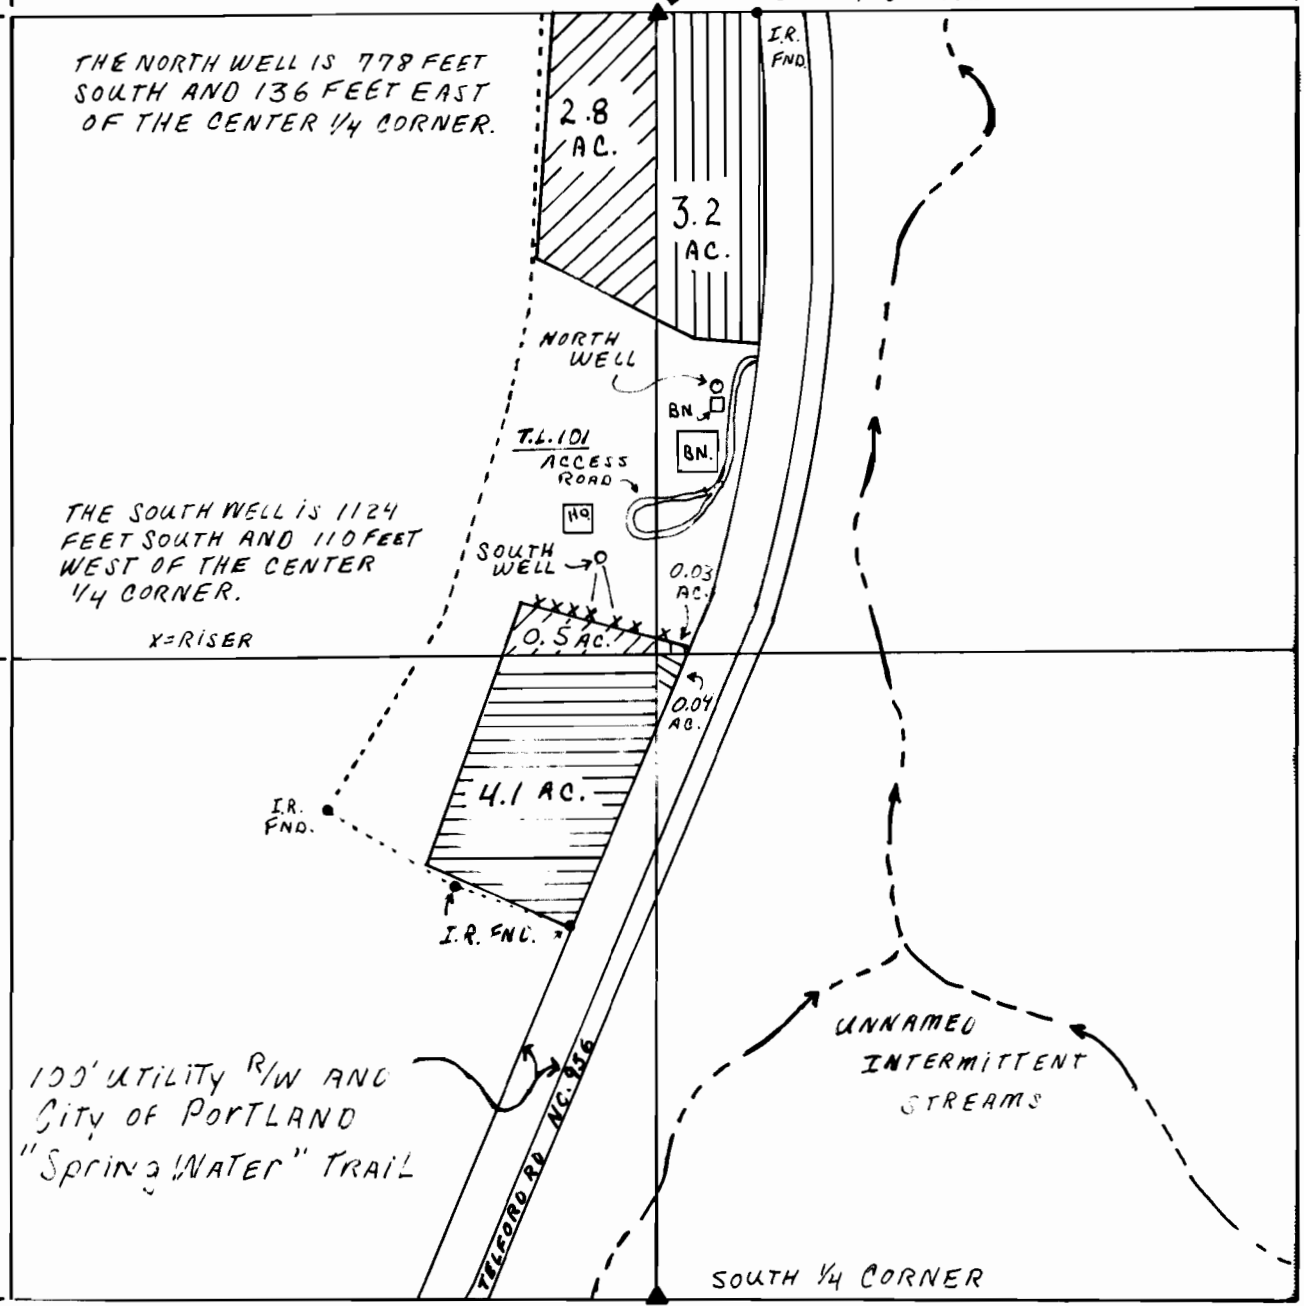 I.R.
FND.
THE NORTH WELL IS 778 FEET
SOUTH AND 136 FEET EAST
OF THE CENTER 1/4 CORNER.
2.8
AC.
3.2
AC.
NORTH
WELL
BN.
BN.
T.L. 101
ACCESS
ROAD
HO.
THE SOUTH WELL IS 1124
FEET SOUTH AND 110 FEET
WEST OF THE CENTER
1/4 CORNER.
X=RISER
SOUTH
WELL
0.03
AC.
X X X X X X X
0.5 AC.
0.04
AC.
4.1 AC.
I.R.
FND.
I.R. FND.
UNNAMED
INTERMITTENT
STREAMS
100' UTILITY R/W AND
CITY OF PORTLAND
"Spring WATER" TRAIL
TELFORD RD NO. 956
SOUTH 1/4 CORNER